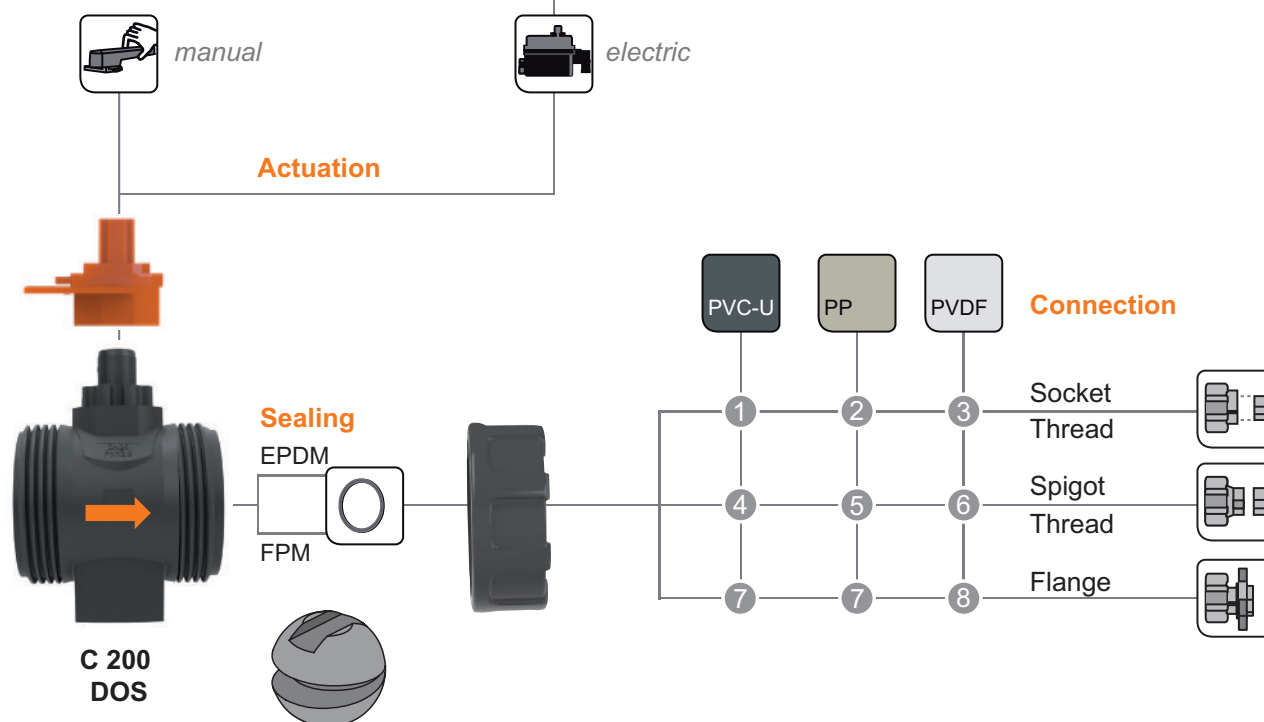 manual
electric
Actuation
PVC-U
PP
PVDF
Connection
Sealing
EPDM
FPM
1
2
3
Socket
Thread
4
5
6
Spigot
Thread
7
7
8
Flange
C 200
DOS